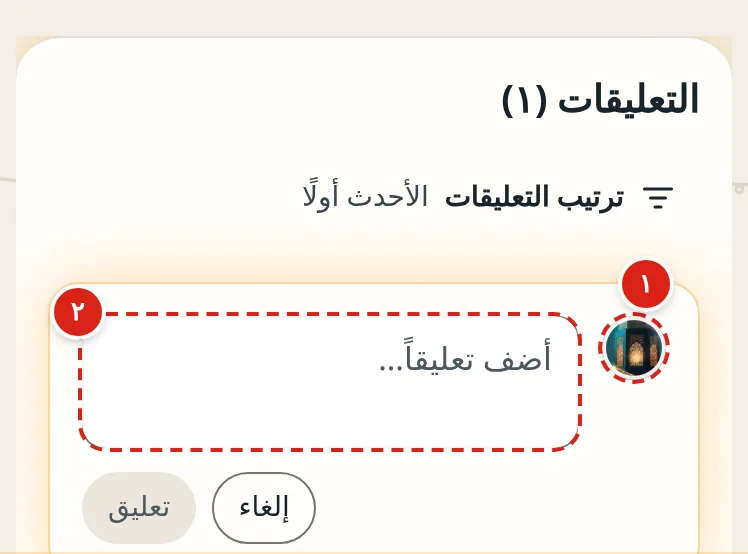 التعليقات (١)
ترتيب التعليقات الأحدث أولًا
١
٢
أضف تعليقاً...
إلغاء
تعليق